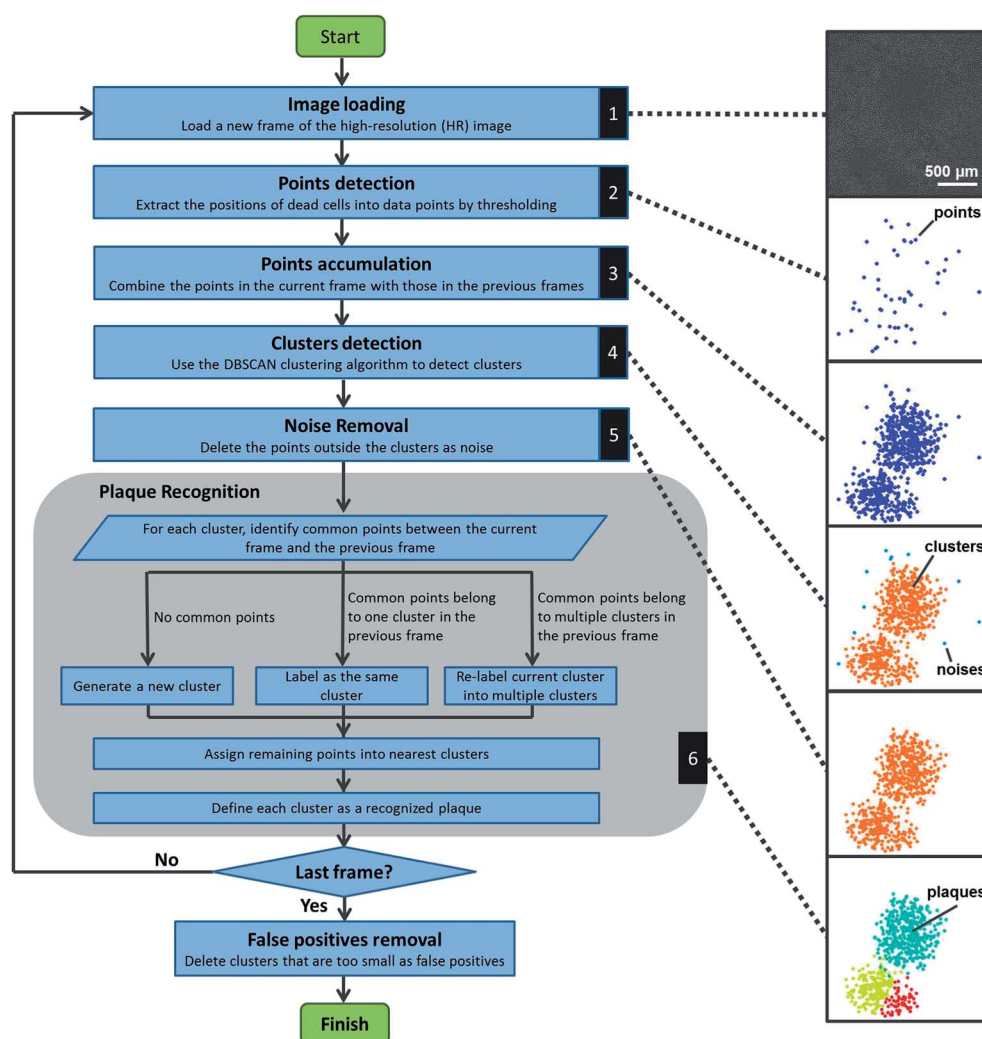 Start
Image loading
Load a new frame of the high-resolution (HR) image
1
Points detection
Extract the positions of dead cells into data points by thresholding
2
Points accumulation
Combine the points in the current frame with those in the previous frames
3
Clusters detection
Use the DBSCAN clustering algorithm to detect clusters
4
Noise Removal
Delete the points outside the clusters as noise
5
Plaque Recognition
For each cluster, identify common points between the current
frame and the previous frame
No common points
Common points belong
to one cluster in the
previous frame
Common points belong
to multiple clusters in
the previous frame
Generate a new cluster
Label as the same
cluster
Re-label current cluster
into multiple clusters
Assign remaining points into nearest clusters
Define each cluster as a recognized plaque
6
Last frame?
No
Yes
False positives removal
Delete clusters that are too small as false positives
Finish
500 µm
points
clusters
noises
plaques